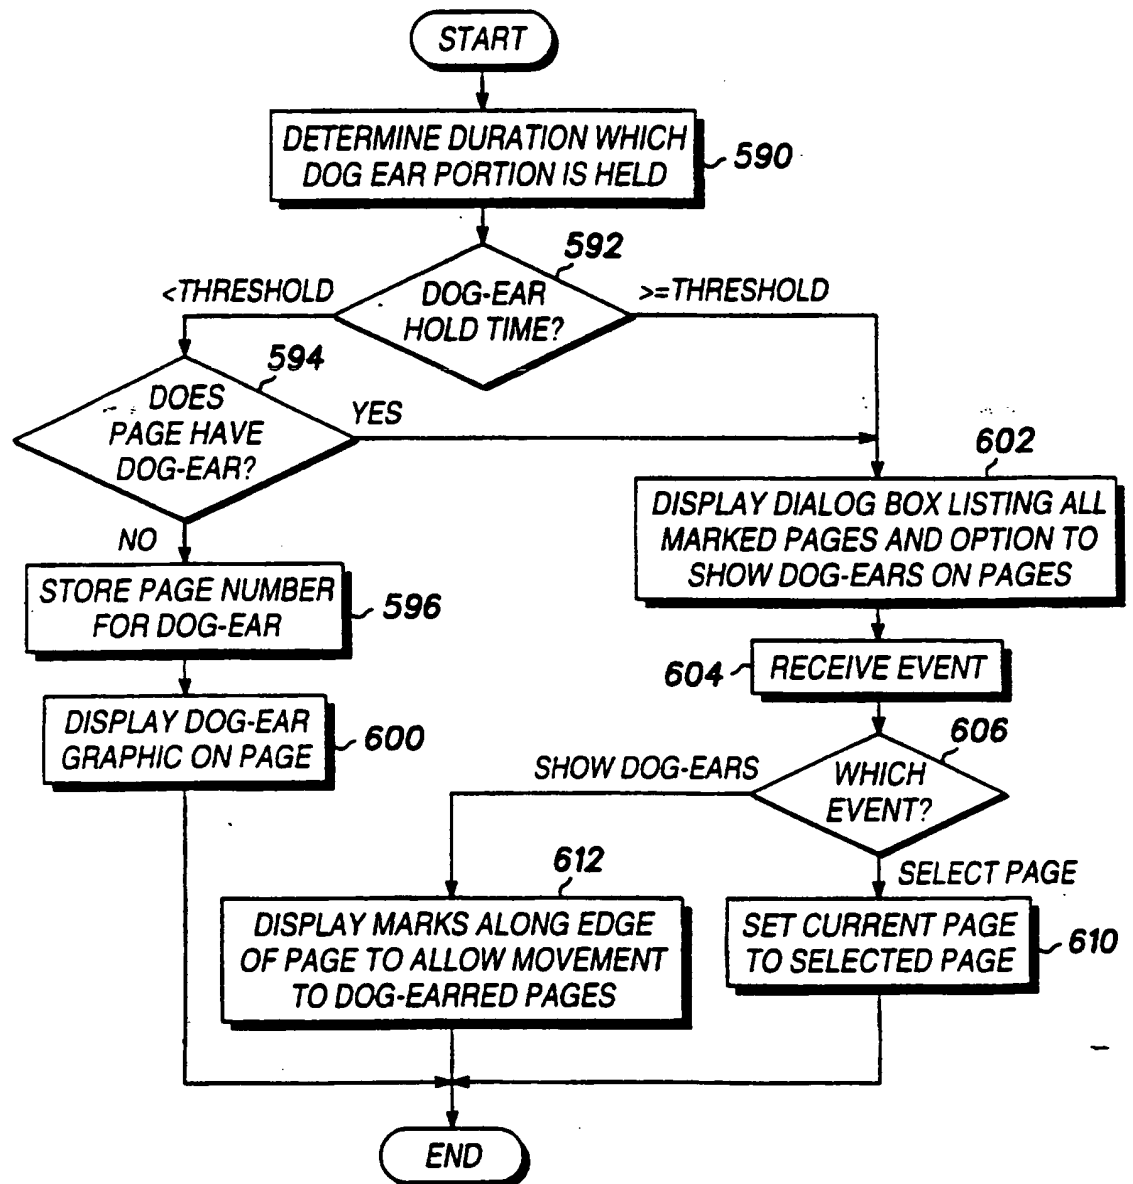 START
DETERMINE DURATION WHICH
DOG EAR PORTION IS HELD
590
592
<THRESHOLD
DOG-EAR
HOLD TIME?
>=THRESHOLD
594
DOES
PAGE HAVE
DOG-EAR?
YES
NO
602
DISPLAY DIALOG BOX LISTING ALL
MARKED PAGES AND OPTION TO
SHOW DOG-EARS ON PAGES
STORE PAGE NUMBER
FOR DOG-EAR
596
604
RECEIVE EVENT
DISPLAY DOG-EAR
GRAPHIC ON PAGE
600
606
SHOW DOG-EARS
WHICH
EVENT?
612
SELECT PAGE
DISPLAY MARKS ALONG EDGE
OF PAGE TO ALLOW MOVEMENT
TO DOG-EARRED PAGES
SET CURRENT PAGE
TO SELECTED PAGE
610
END